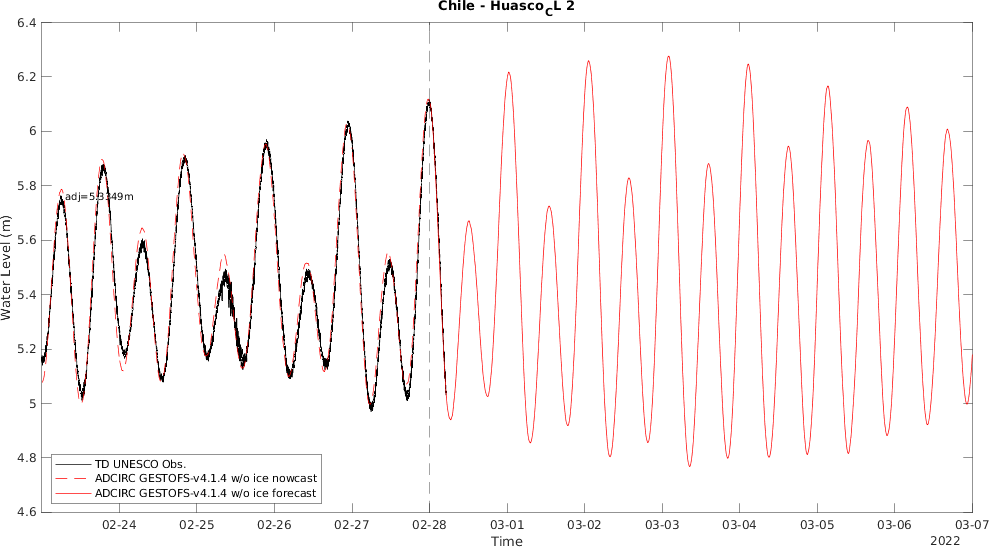 Chile - Huasco_CL 2
6.4
6.2
6
5.8
5.6
5.4
5.2
5
4.8
4.6
Water Level (m)
adj=5.3349m
TD UNESCO Obs.
ADCIRC GESTOFS-v4.1.4 w/o ice nowcast
ADCIRC GESTOFS-v4.1.4 w/o ice forecast
02-24 02-25 02-26 02-27 02-28 03-01 03-02 03-03 03-04 03-05 03-06 03-07
Time
2022